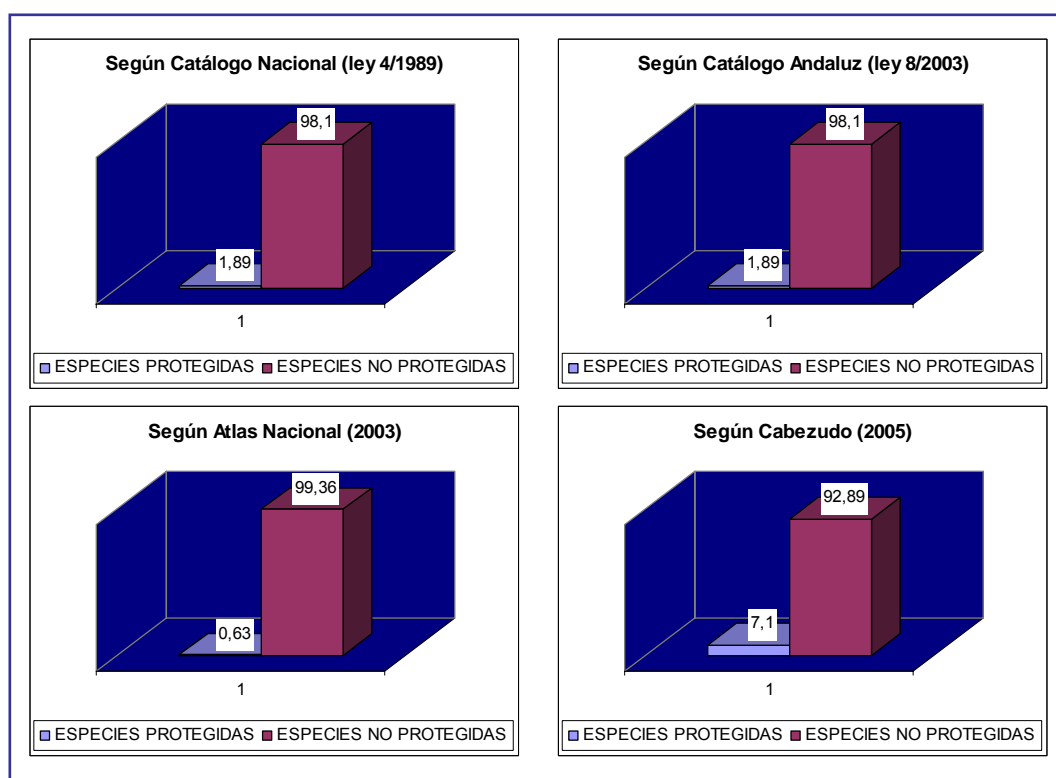 Según Catálogo Nacional (ley 4/1989)
98,1
1,89
1
ESPECIES PROTEGIDAS ESPECIES NO PROTEGIDAS
Según Catálogo Andaluz (ley 8/2003)
98,1
1,89
1
ESPECIES PROTEGIDAS ESPECIES NO PROTEGIDAS
Según Atlas Nacional (2003)
99,36
0,63
1
ESPECIES PROTEGIDAS ESPECIES NO PROTEGIDAS
Según Cabezudo (2005)
92,89
7,1
1
ESPECIES PROTEGIDAS ESPECIES NO PROTEGIDAS